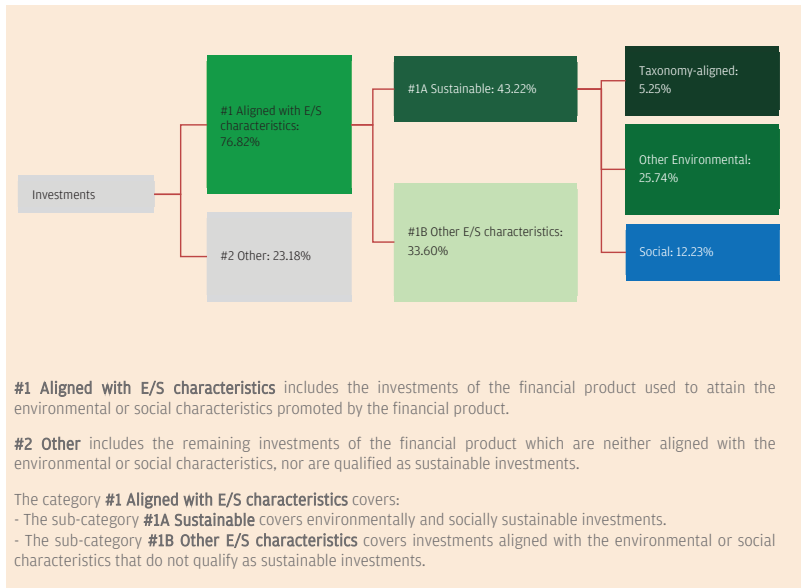 Investments
#1 Aligned with E/S
characteristics:
76.82%
#2 Other: 23.18%
#1A Sustainable: 43.22%
#1B Other E/S characteristics:
33.60%
Taxonomy-aligned:
5.25%
Other Environmental:
25.74%
Social: 12.23%
#1 Aligned with E/S characteristics includes the investments of the financial product used to attain the
environmental or social characteristics promoted by the financial product.
#2 Other includes the remaining investments of the financial product which are neither aligned with the
environmental or social characteristics, nor are qualified as sustainable investments.
The category #1 Aligned with E/S characteristics covers:
- The sub-category #1A Sustainable covers environmentally and socially sustainable investments.
- The sub-category #1B Other E/S characteristics covers investments aligned with the environmental or social
characteristics that do not qualify as sustainable investments.